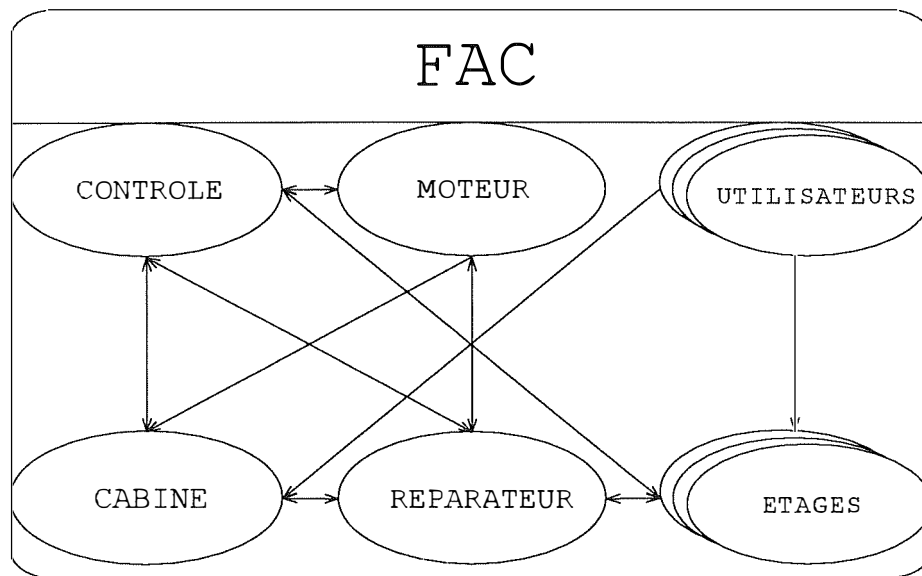 FAC
CONTROLE
MOTEUR
UTILISATEURS
CABINE
REPARATEUR
ETAGES